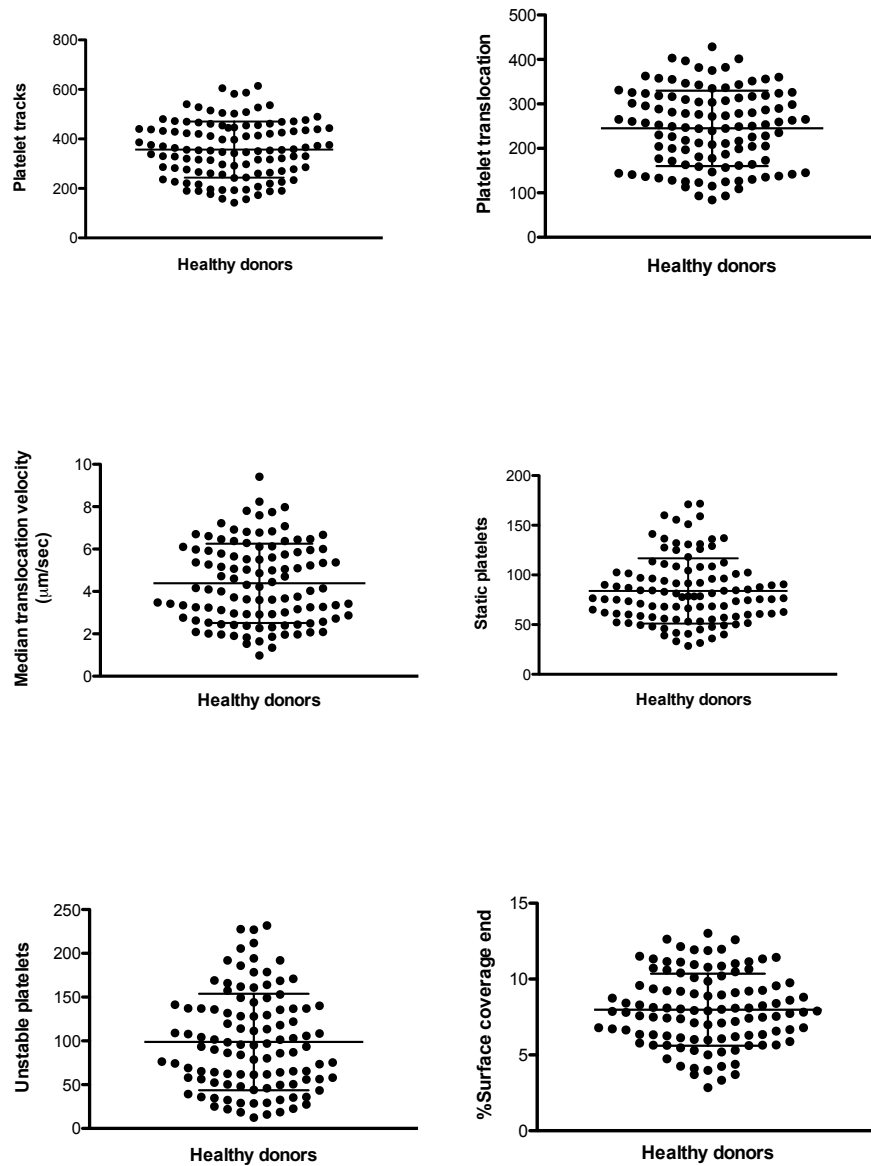 Platelet tracks
800
600
400
200
0
Healthy donors
Platelet translocation
500
400
300
200
100
0
Healthy donors
Median translocation velocity
(μm/sec)
10
8
6
4
2
0
Healthy donors
Static platelets
200
150
100
50
0
Healthy donors
Unstable platelets
250
200
150
100
50
0
Healthy donors
%Surface coverage end
15
10
5
0
Healthy donors